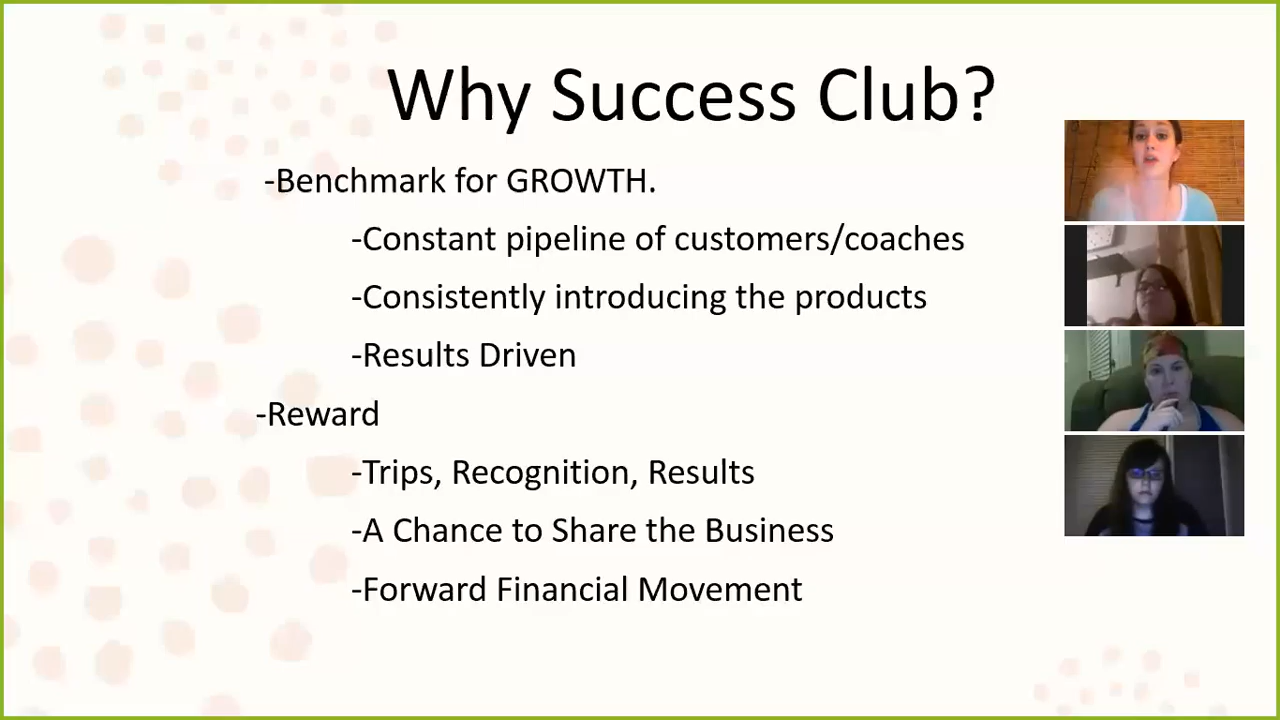 Why Success Club?
-Benchmark for GROWTH.
-Constant pipeline of customers/coaches
-Consistently introducing the products
-Results Driven
-Reward
-Trips, Recognition, Results
-A Chance to Share the Business
-Forward Financial Movement